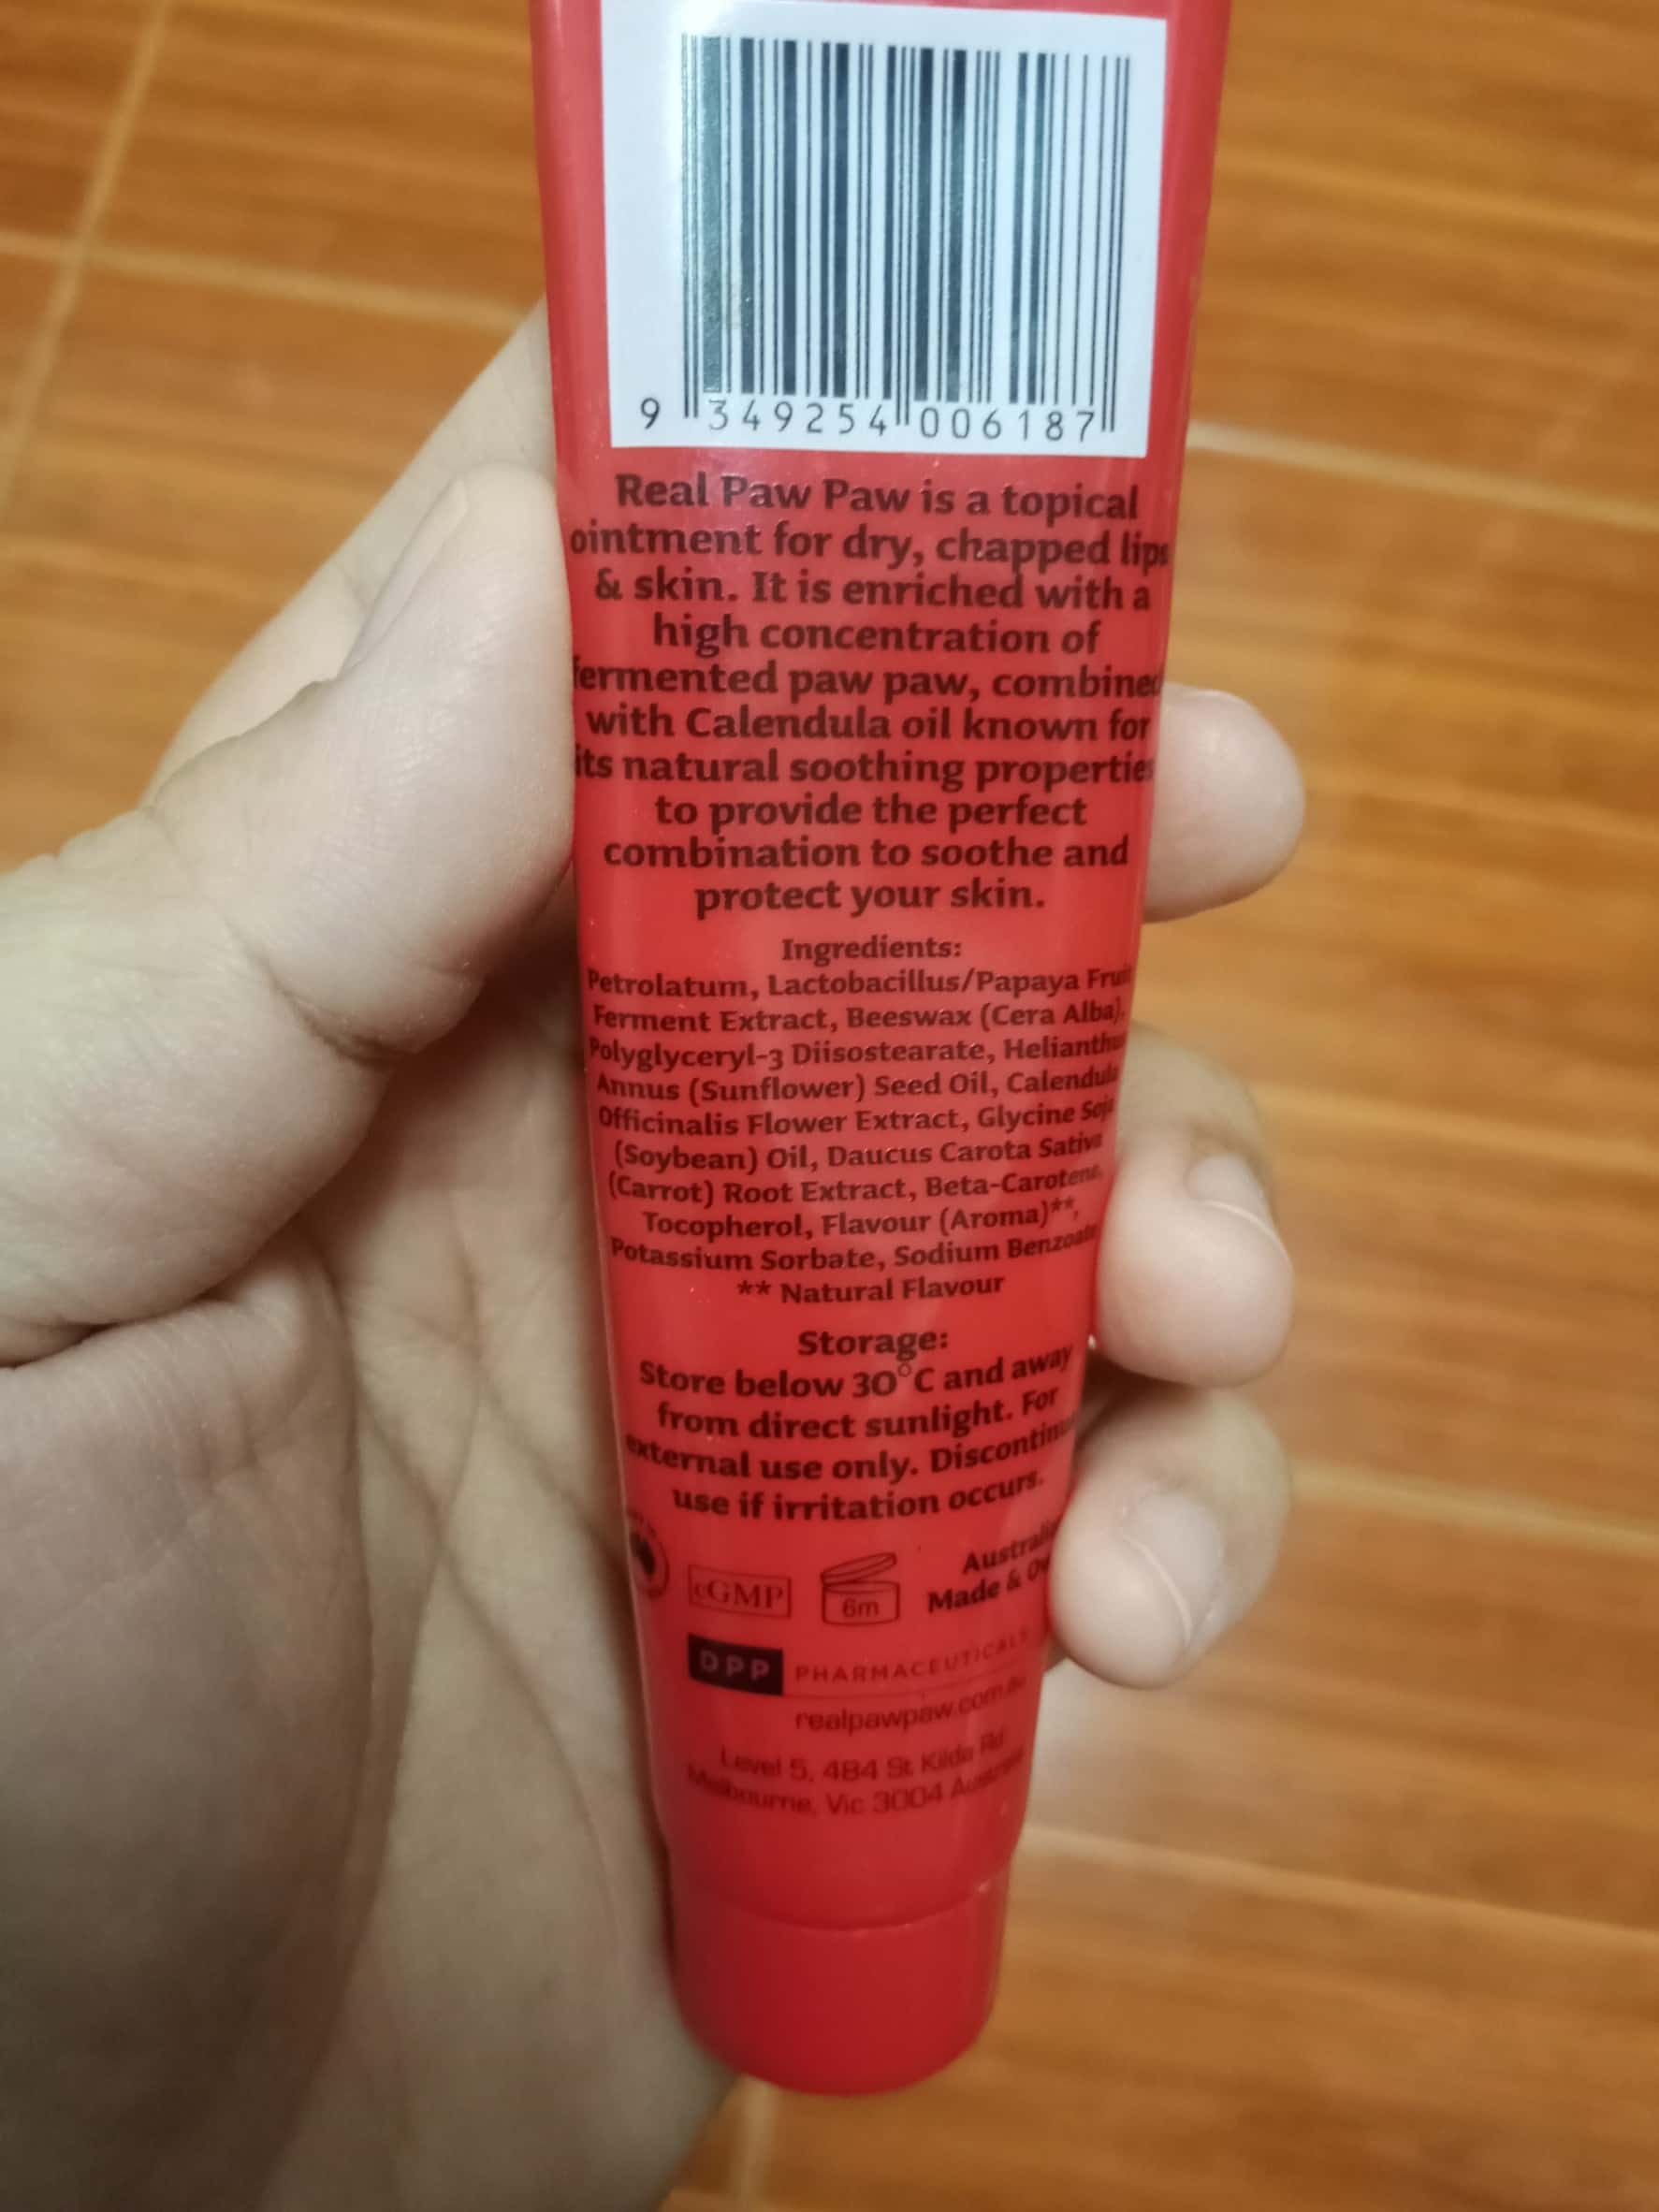 9 349254 006187
Real Paw Paw is a topical
ointment for dry, chapped lips
& skin. It is enriched with a
high concentration of
fermented paw paw, combined
with Calendula oil known for
its natural soothing properties
to provide the perfect
combination to soothe and
protect your skin.
Ingredients:
Petrolatum, Lactobacillus/Papaya Fruit
Ferment Extract, Beeswax (Cera Alba),
Polyglyceryl-3 Diisostearate, Helianthus
Annus (Sunflower) Seed Oil, Calendula
Officinalis Flower Extract, Glycine Soja
(Soybean) Oil, Daucus Carota Sativa
(Carrot) Root Extract, Beta-Carotene,
Tocopherol, Flavour (Aroma)**,
Potassium Sorbate, Sodium Benzoate
** Natural Flavour
Storage:
Store below 30°C and away
from direct sunlight. For
external use only. Discontinue
use if irritation occurs.
cGMP
6m
Made &
DPP PHARMACEUTICALS
realpawpaw.com.au
Level 5, 484 St Kilda Rd
Melbourne, Vic 3004 Australia